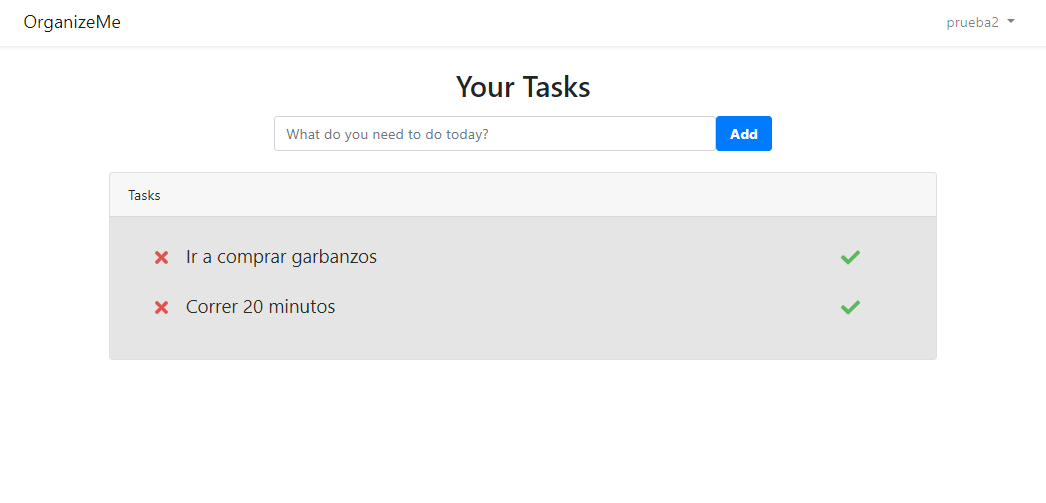 OrganizeMe
prueba2
Your Tasks
What do you need to do today?
Add
Tasks
Ir a comprar garbanzos
Correr 20 minutos